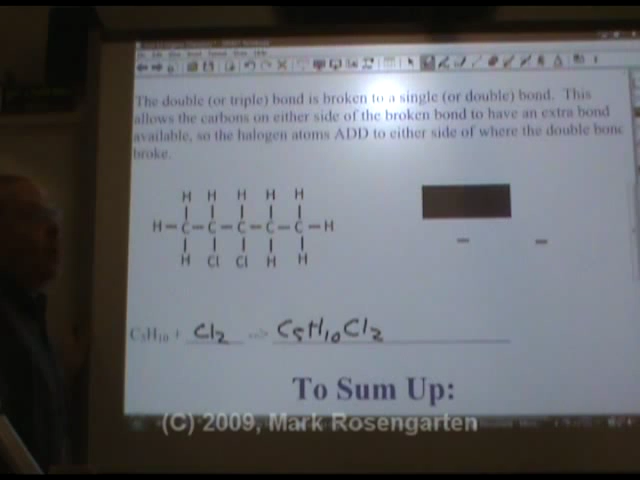 The double (or triple) bond is broken to a single (or double) bond. This
allows the carbons on either side of the broken bond to have an extra bond
available, so the halogen atoms ADD to either side of where the double bond
broke.
H H H H H
H-C-C-C-C-C-H
H Cl Cl H H
C5H10 + Cl2 --> C5H10Cl2
To Sum Up:
(C) 2009, Mark Rosengarten